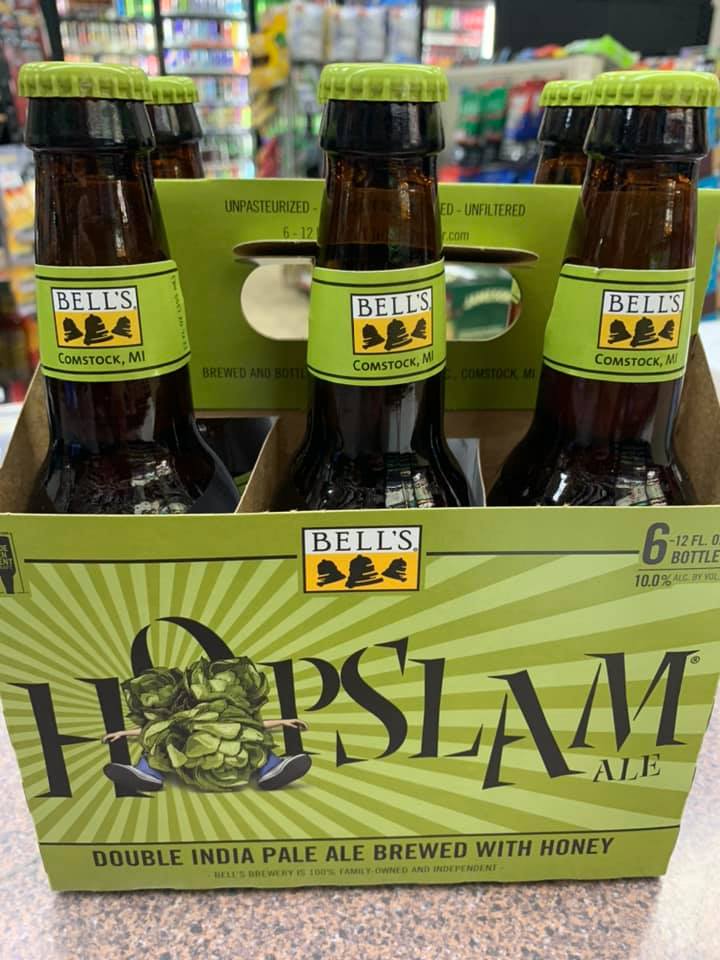 UNPASTEURIZED -
ED - UNFILTERED
6 - 12
r.com
BELL'S
COMSTOCK, MI
BELL'S
COMSTOCK, MI
BELL'S
COMSTOCK, MI
BREWED AND BOTTL
COMSTOCK, MI
BELL'S
6 -12 FL. O
BOTTLE
10.0% ALC. BY VOL.
HOPSLAM®
ALE
DOUBLE INDIA PALE ALE BREWED WITH HONEY
- BELL'S BREWERY IS 100% FAMILY-OWNED AND INDEPENDENT -